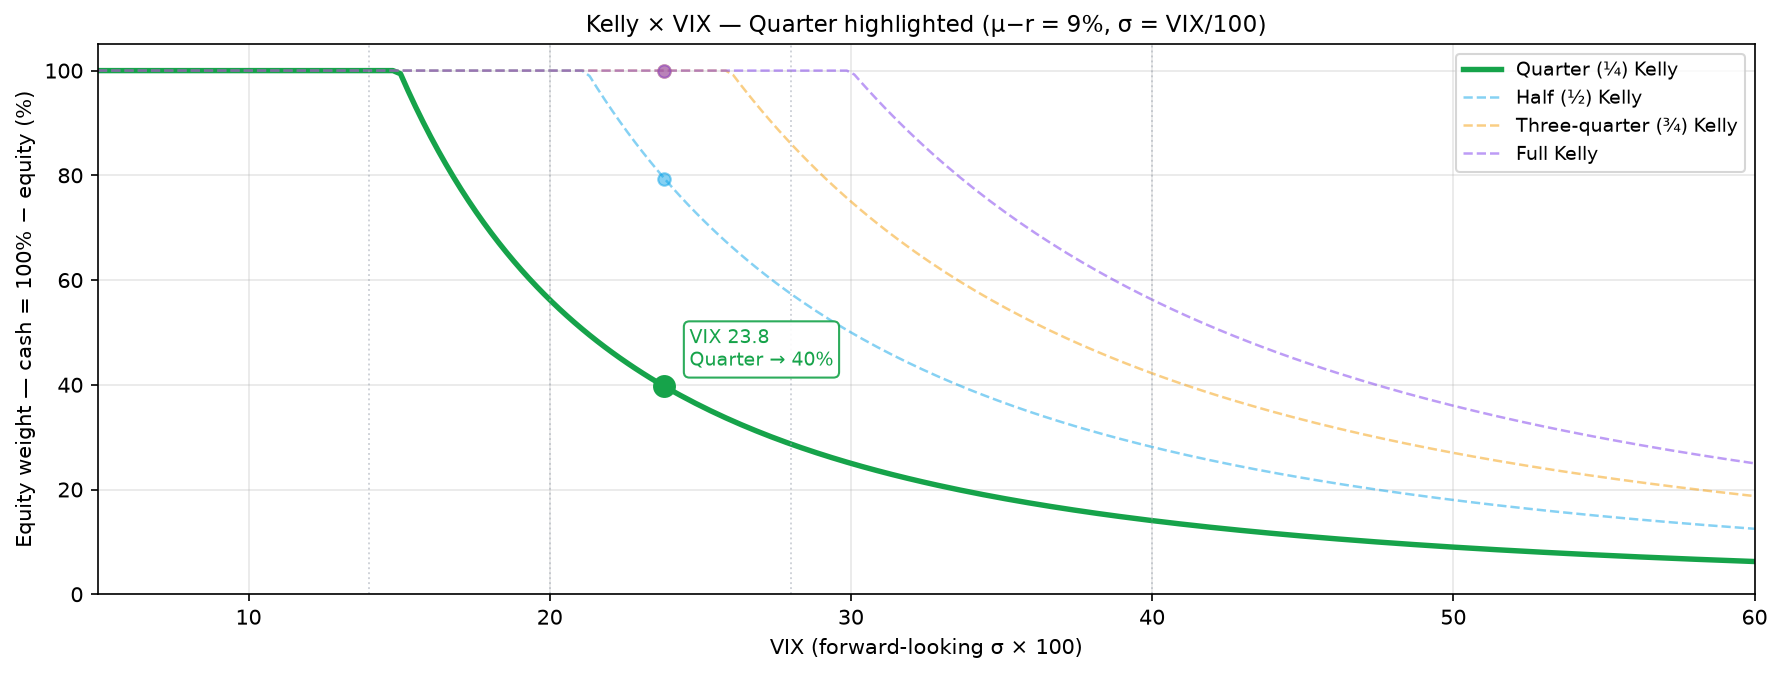 Kelly × VIX — Quarter highlighted (μ−r = 9%, σ = VIX/100)
Equity weight — cash = 100% − equity (%)
100
80
60
40
20
0
Quarter (¼) Kelly
Half (½) Kelly
Three-quarter (¾) Kelly
Full Kelly
VIX 23.8
Quarter → 40%
10
20
30
40
50
60
VIX (forward-looking σ × 100)